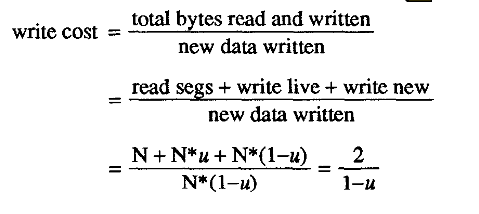 write cost = total bytes read and written / new data written
= read segs + write live + write new / new data written
= N + N*u + N*(1–u) / N*(1–u) = 2 / 1–u